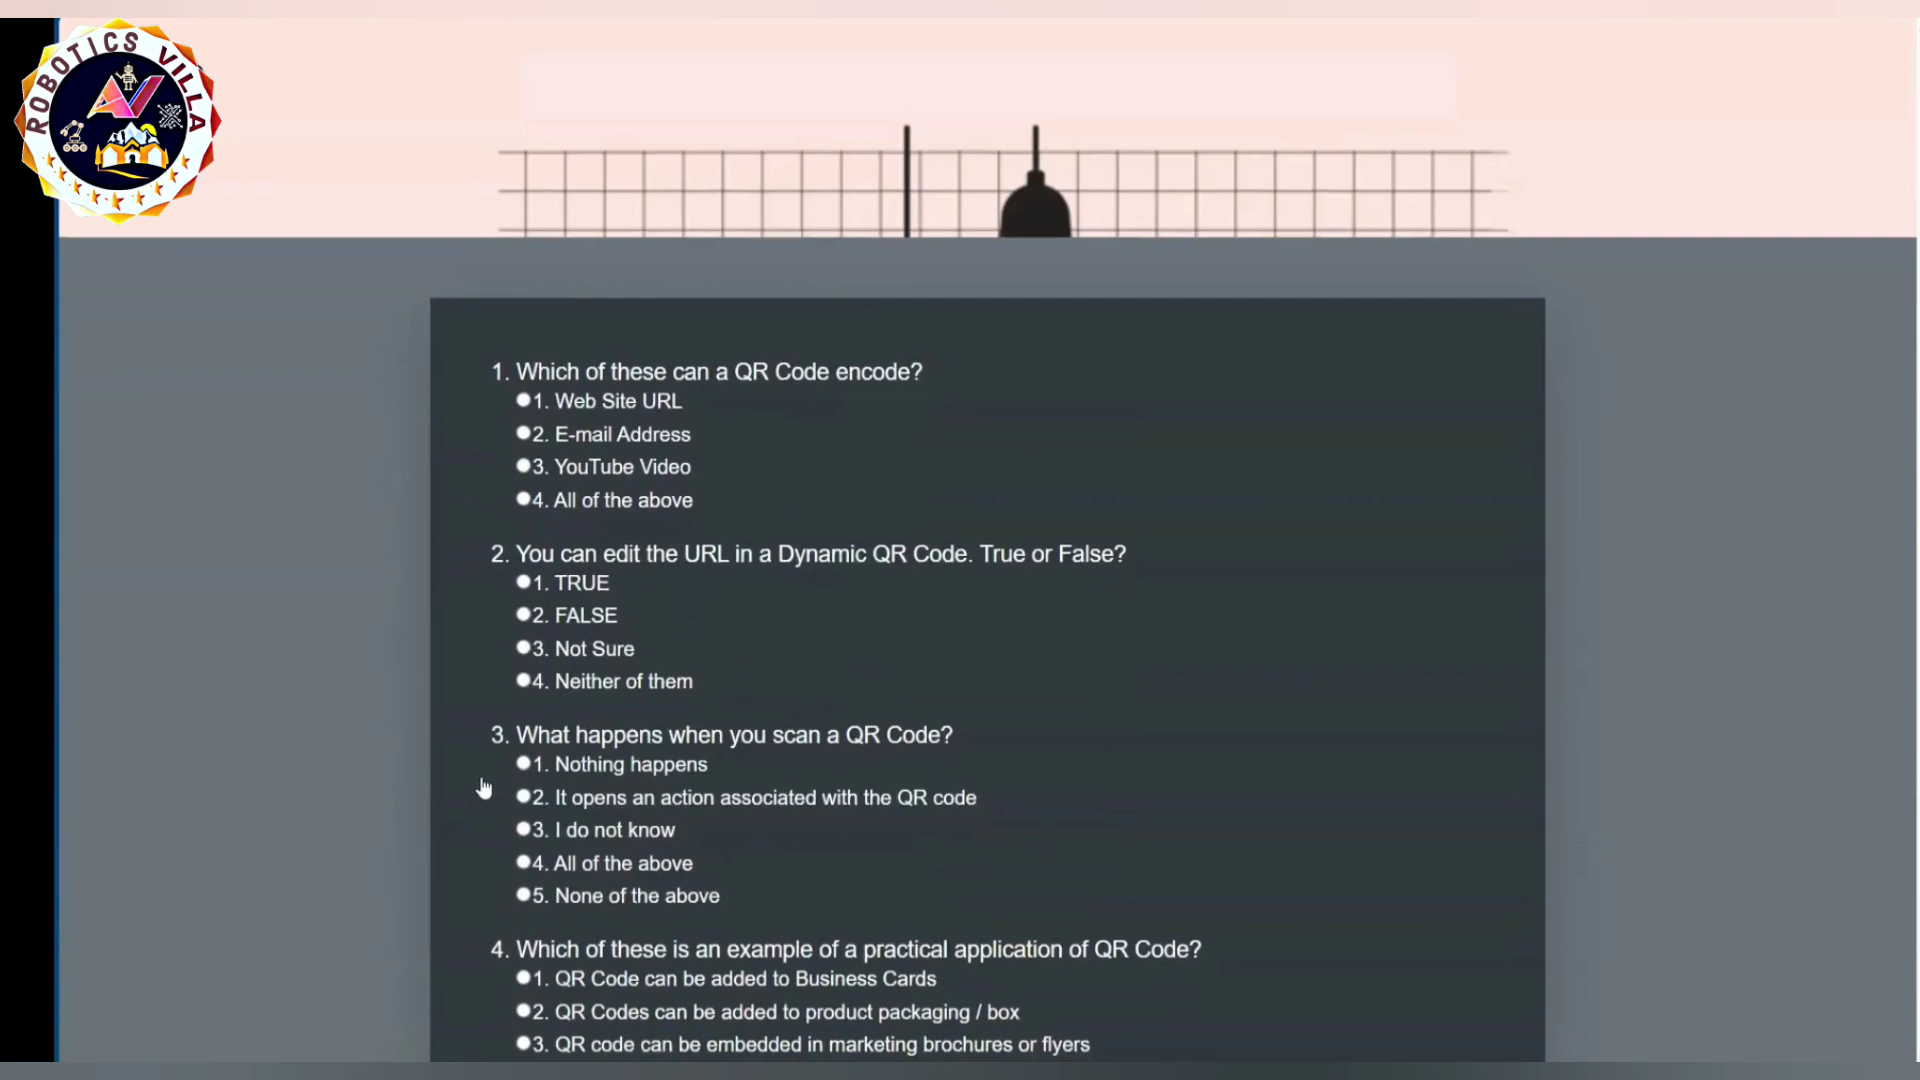 ROBOTICS VILLA
AV
1. Which of these can a QR Code encode?
1. Web Site URL
2. E-mail Address
3. YouTube Video
4. All of the above
2. You can edit the URL in a Dynamic QR Code. True or False?
1. TRUE
2. FALSE
3. Not Sure
4. Neither of them
3. What happens when you scan a QR Code?
1. Nothing happens
2. It opens an action associated with the QR code
3. I do not know
4. All of the above
5. None of the above
4. Which of these is an example of a practical application of QR Code?
1. QR Code can be added to Business Cards
2. QR Codes can be added to product packaging / box
3. QR code can be embedded in marketing brochures or flyers